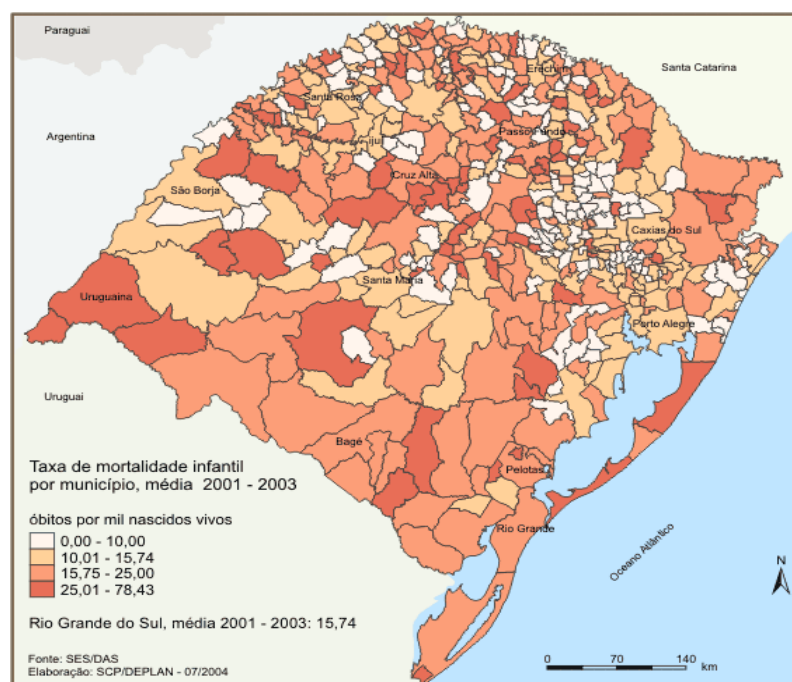 Paraguai
Santa Catarina
Erechim
Argentina
Santa Rosa
Passo Fundo
Ijuí
Cruz Alta
São Borja
Caxias do Sul
Santa Maria
Uruguaina
Porto Alegre
Uruguai
Bagé
Pelotas
Rio Grande
Oceano Atlântico
Taxa de mortalidade infantil
por município, média 2001 - 2003
óbitos por mil nascidos vivos
0,00 - 10,00
10,01 - 15,74
15,75 - 25,00
25,01 - 78,43
Rio Grande do Sul, média 2001 - 2003: 15,74
Fonte: SES/DAS
Elaboração: SCP/DEPLAN - 07/2004
N
0 70 140
km